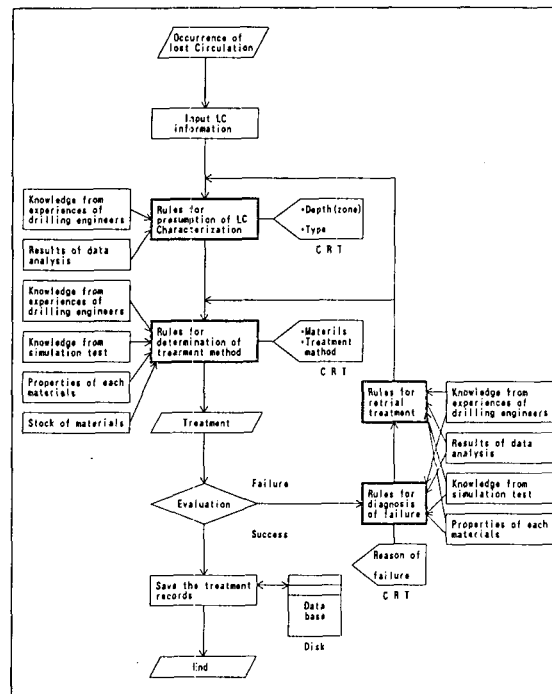 Occurrence of
lost Circulation
Input LC
information
Knowledge from
experiences of
drilling engineers
Results of data
analysis
Rules for
presumption of LC
Characterization
•Depth(zone)
•Type
CRT
Knowledge from
experiences of
drilling engineers
Knowledge from
simulation test
Properties of each
materials
Stock of materials
Rules for
determination of
trearment method
•Materils
•Treatment
method
CRT
Treatment
Evaluation
Failure
Success
Rules for
retrial
treatment
Rules for
diagnosis
of failure
Knowledge from
experiences of
drilling engineers
Results of data
analysis
Knowledge from
simulation test
Properties of each
materials
Reason of
failure
CRT
Save the treatment
records
Data
base
Disk
End